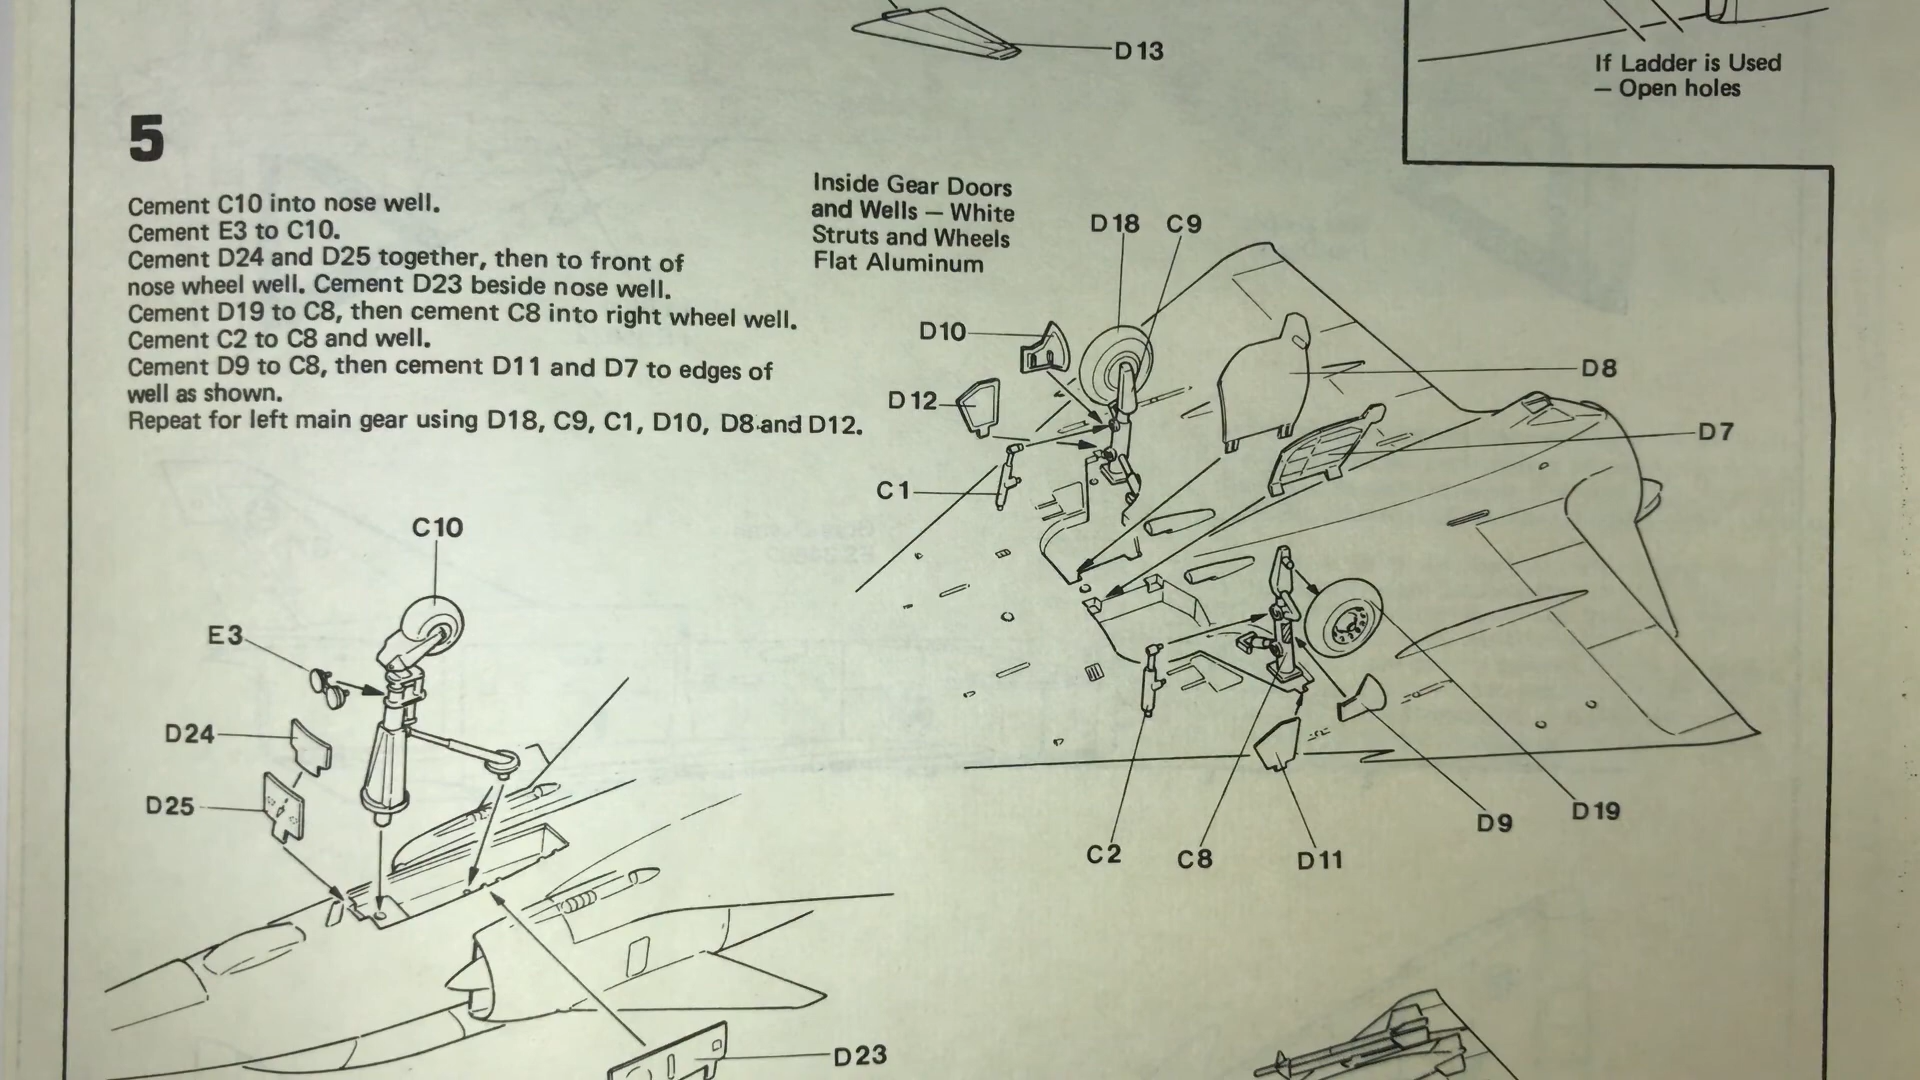 D13
If Ladder is Used
— Open holes
5
Cement C10 into nose well.
Cement E3 to C10.
Cement D24 and D25 together, then to front of
nose wheel well. Cement D23 beside nose well.
Cement D19 to C8, then cement C8 into right wheel well.
Cement C2 to C8 and well.
Cement D9 to C8, then cement D11 and D7 to edges of
well as shown.
Repeat for left main gear using D18, C9, C1, D10, D8 and D12.
Inside Gear Doors
and Wells — White
Struts and Wheels
Flat Aluminum
D18 C9
D10
D8
D12
D7
C1
C10
E3
D24
D25
D19
D9
C2
C8
D11
D23